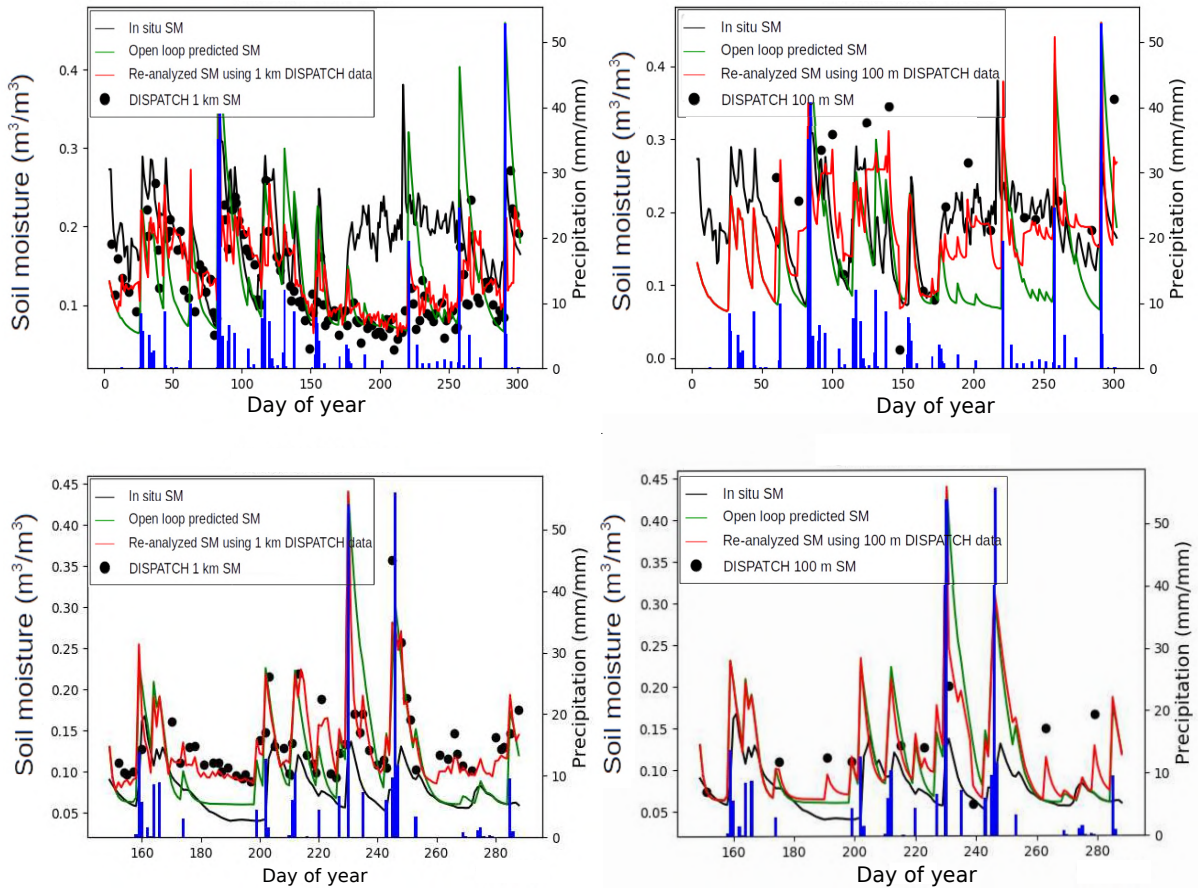 In situ SM
Open loop predicted SM
Re-analyzed SM using 1 km DISPATCH data
DISPATCH 1 km SM
Soil moisture (m³/m³)
0.4
0.3
0.2
0.1
Precipitation (mm/mm)
50
40
30
20
10
0
0 50 100 150 200 250 300
Day of year
In situ SM
Open loop predicted SM
Re-analyzed SM using 100 m DISPATCH data
DISPATCH 100 m SM
Soil moisture (m³/m³)
0.4
0.3
0.2
0.1
0.0
Precipitation (mm/mm)
50
40
30
20
10
0
0 50 100 150 200 250 300
Day of year
In situ SM
Open loop predicted SM
Re-analyzed SM using 1 km DISPATCH data
DISPATCH 1 km SM
Soil moisture (m³/m³)
0.45
0.40
0.35
0.30
0.25
0.20
0.15
0.10
0.05
Precipitation (mm/mm)
50
40
30
20
10
0
160 180 200 220 240 260 280
Day of year
In situ SM
Open loop predicted SM
Re-analyzed SM using 100 m DISPATCH data
DISPATCH 100 m SM
Soil moisture (m³/m³)
0.45
0.40
0.35
0.30
0.25
0.20
0.15
0.10
0.05
Precipitation (mm/mm)
50
40
30
20
10
0
160 180 200 220 240 260 280
Day of year